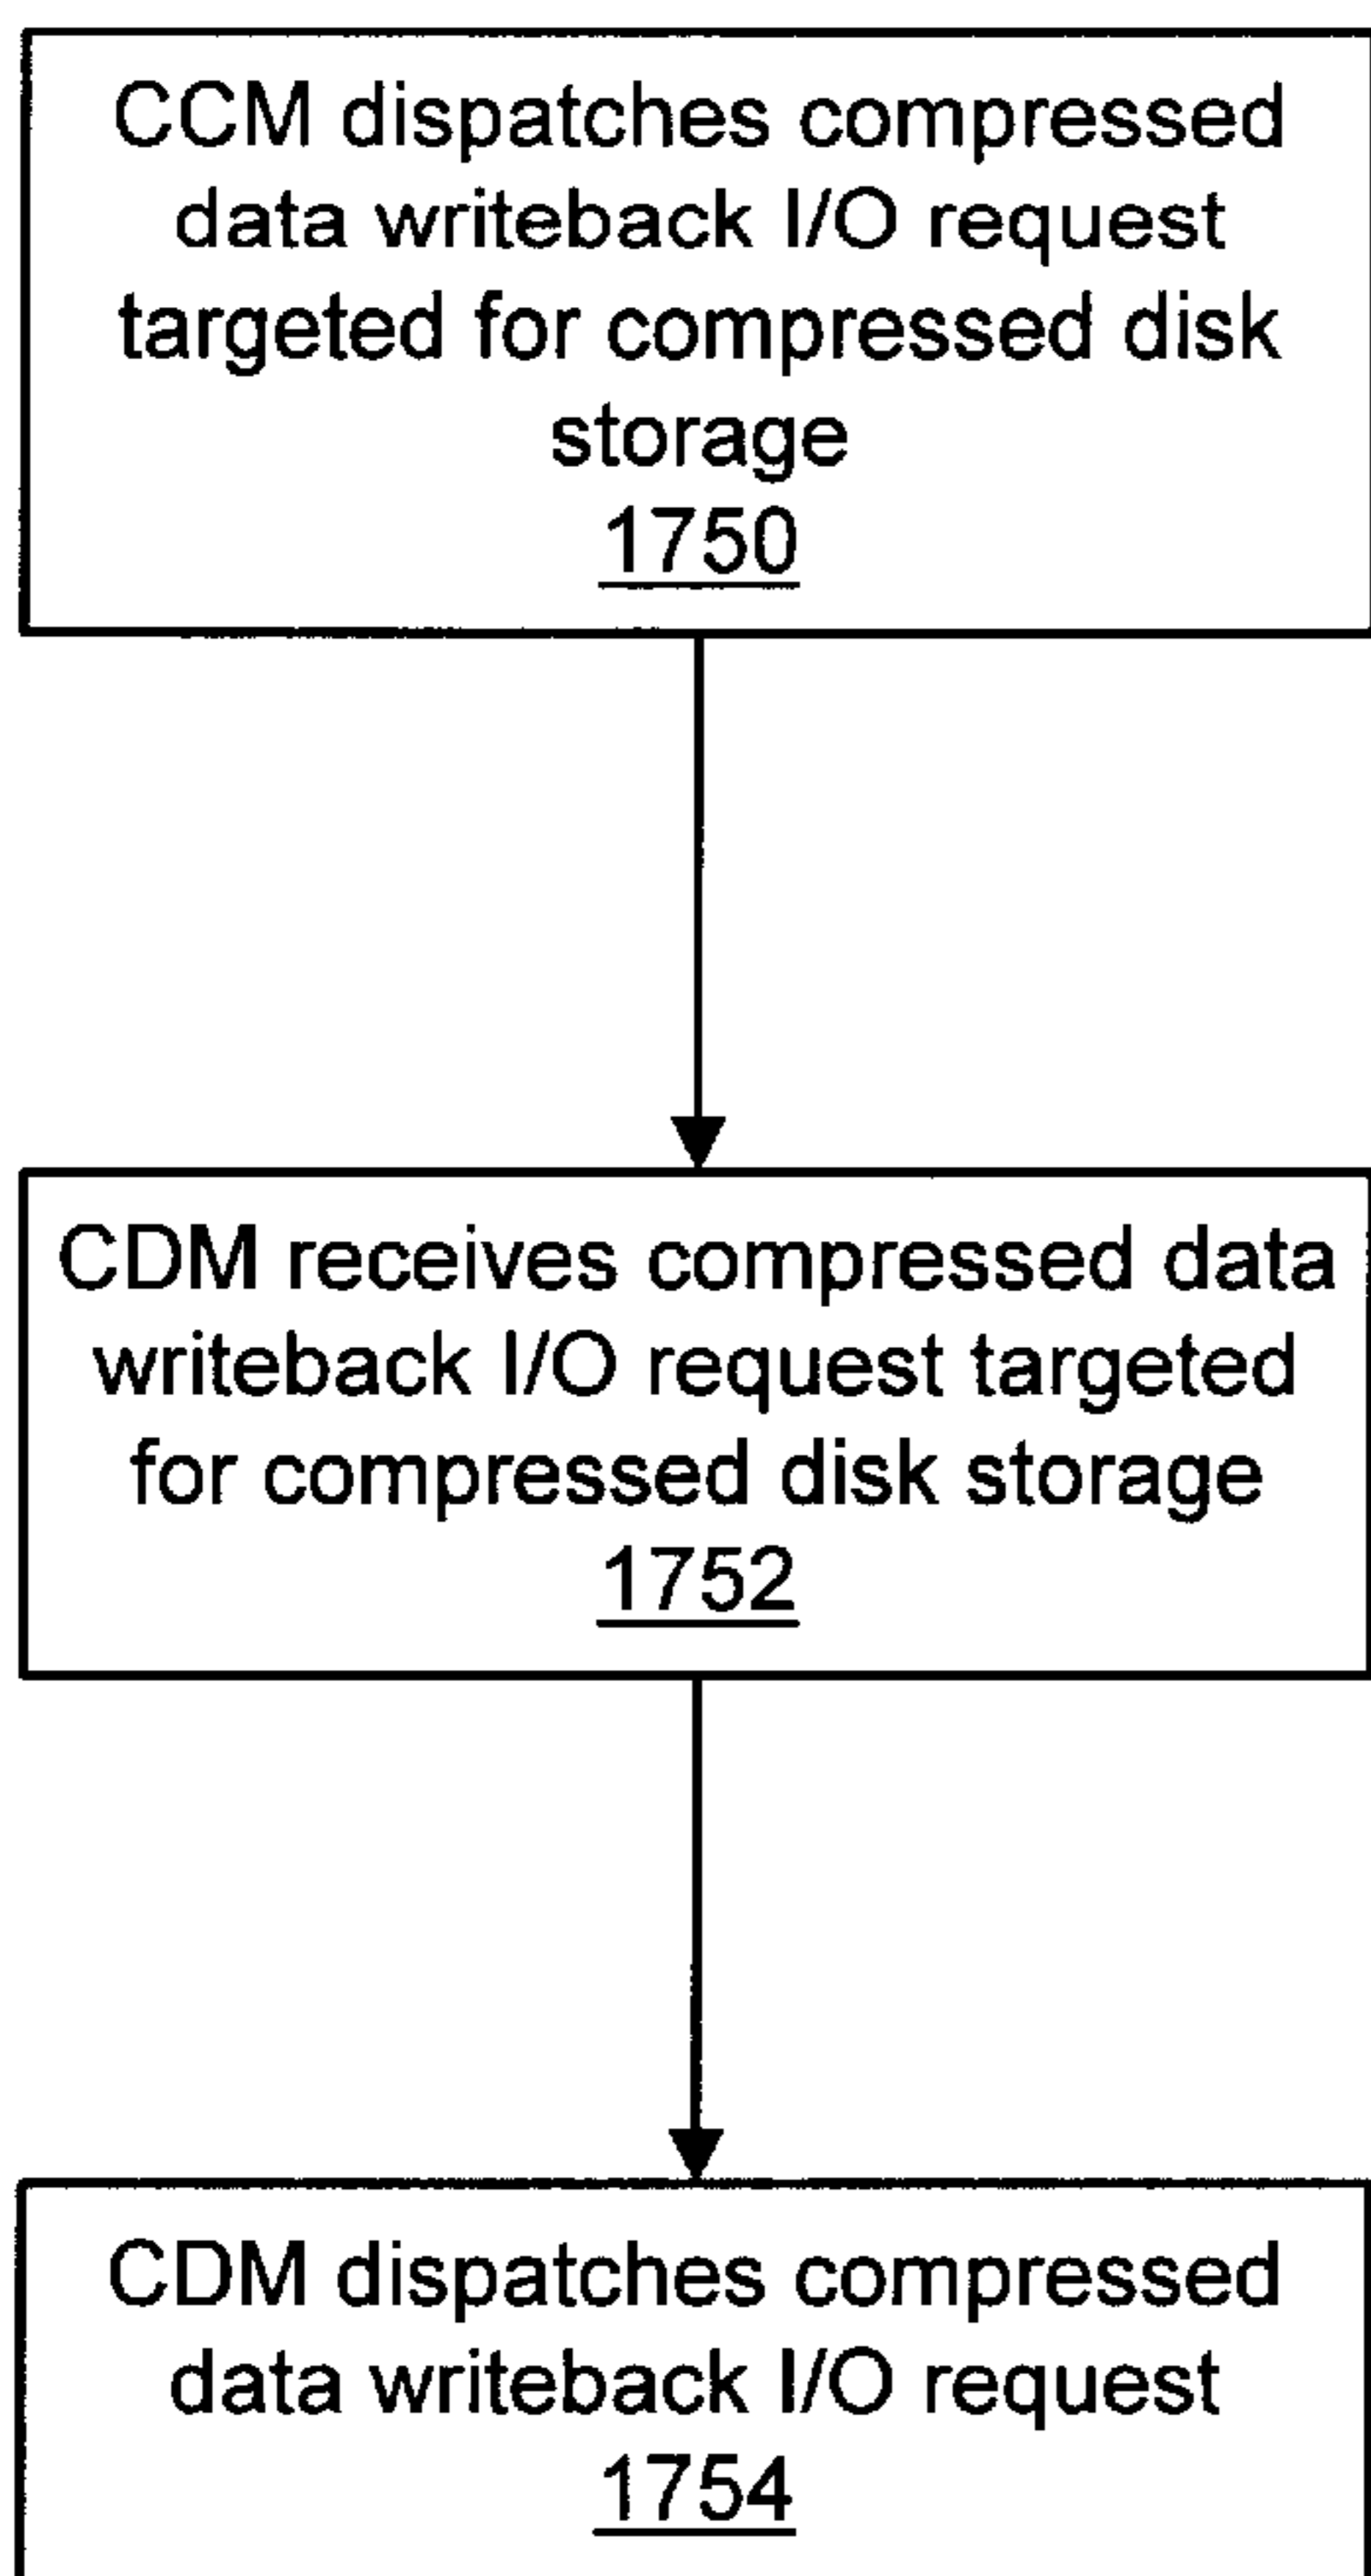 CCM dispatches compressed
data writeback I/O request
targeted for compressed disk
storage
1750
CDM receives compressed data
writeback I/O request targeted
for compressed disk storage
1752
CDM dispatches compressed
data writeback I/O request
1754